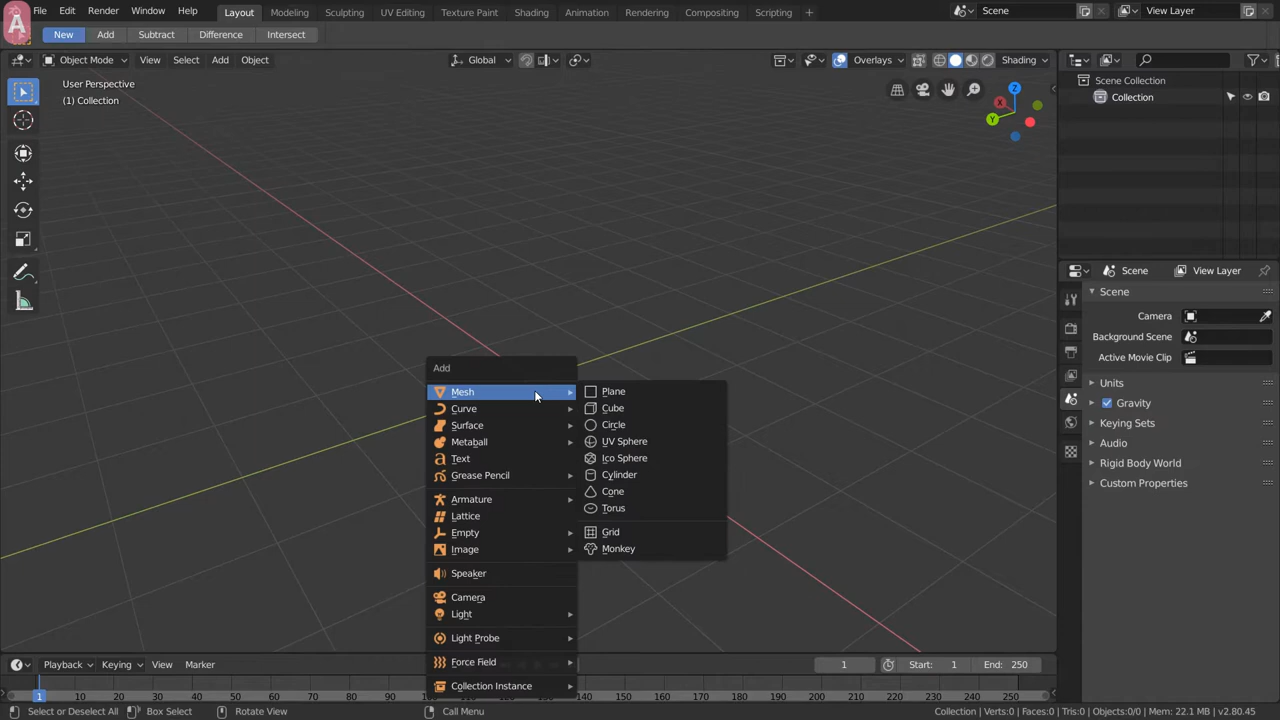 A File Edit Render Window Help Layout Modeling Sculpting UV Editing Texture Paint Shading Animation Rendering Compositing Scripting + Scene View Layer
New Add Subtract Difference Intersect
Object Mode View Select Add Object Global Overlays Shading
User Perspective
(1) Collection
Z
X
Y
Scene Collection
Collection
Scene View Layer
Scene
Camera
Background Scene
Active Movie Clip
Units
Gravity
Keying Sets
Audio
Rigid Body World
Custom Properties
Add
Mesh
Curve
Surface
Metaball
Text
Grease Pencil
Armature
Lattice
Empty
Image
Speaker
Camera
Light
Light Probe
Force Field
Collection Instance
Plane
Cube
Circle
UV Sphere
Ico Sphere
Cylinder
Cone
Torus
Grid
Monkey
Playback Keying View Marker 1 Start: 1 End: 250
1 10 20 30 40 50 60 70 80 90 150 160 170 180 190 200 210 220 230 240 250
Select or Deselect All Box Select Rotate View Call Menu Collection | Verts:0 | Faces:0 | Tris:0 | Objects:0/0 | Mem: 22.1 MB | v2.80.45